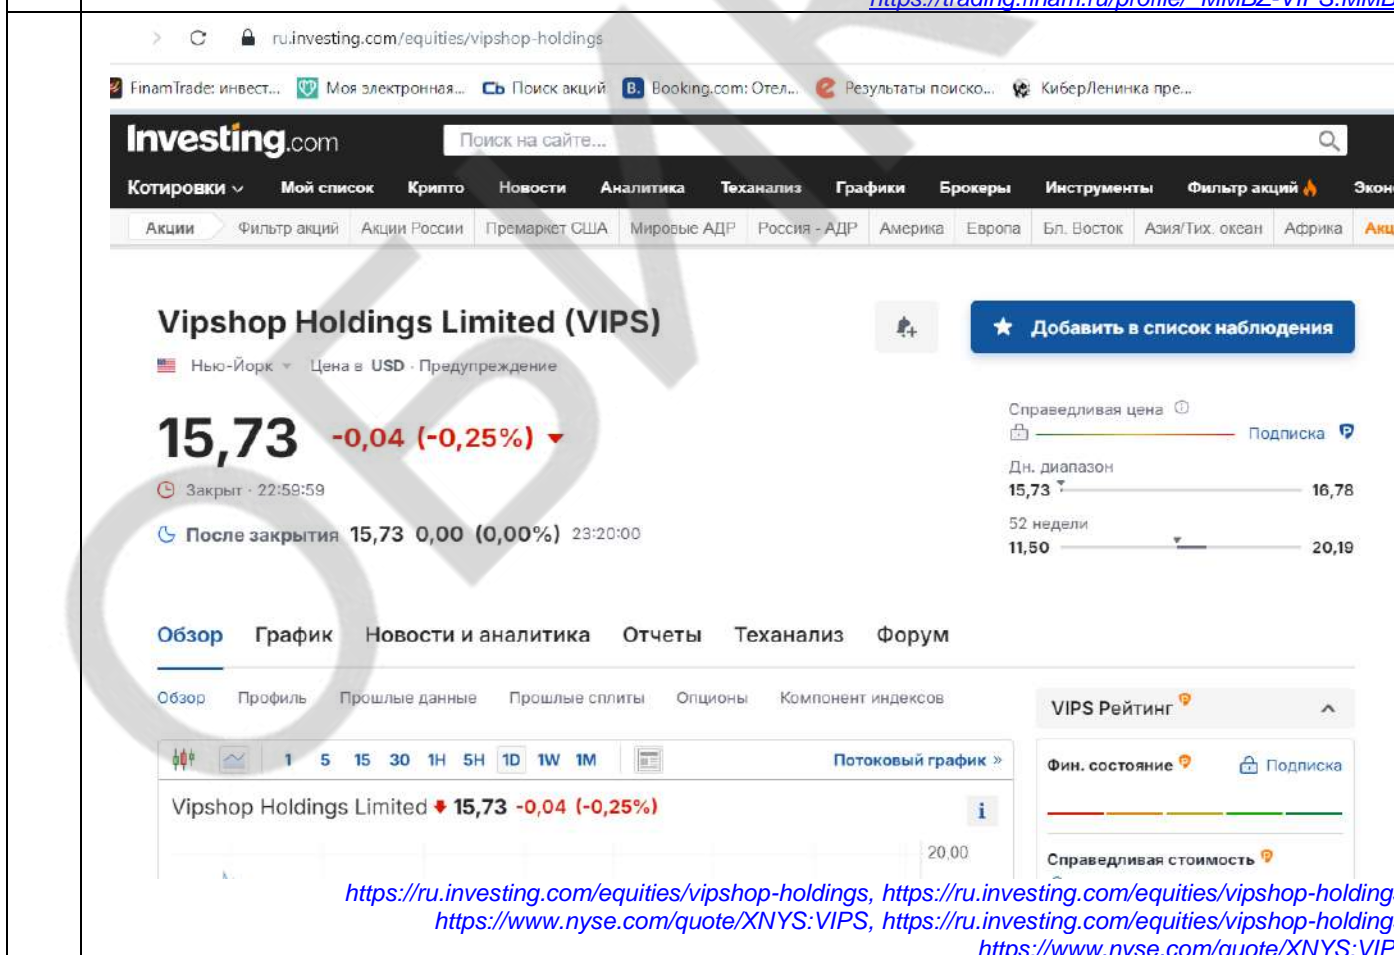 https://trading.finam.ru/profile/_MMBZ-VIPS:MMB
ru.investing.com/equities/vipshop-holdings
FinamTrade: инвест... Моя электронная... Сb Поиск акций B. Booking.com: Отел... Результаты поиско... КиберЛенинка пре...
Investing.com Поиск на сайте...
Котировки Мой список Крипто Новости Аналитика Теханализ Графики Брокеры Инструменты Фильтр акций Экон
Акции Фильтр акций Акции России Премаркет США Мировые АДР Россия - АДР Америка Европа Бл. Восток Азия/Тих. океан Африка Акц
Vipshop Holdings Limited (VIPS)
Добавить в список наблюдения
Нью-Йорк Цена в USD · Предупреждение
Справедливая цена
15,73 -0,04 (-0,25%)
Подписка
Дн. диапазон
Закрыт · 22:59:59
15,73 16,78
52 недели
После закрытия 15,73 0,00 (0,00%) 23:20:00
11,50 20,19
Обзор График Новости и аналитика Отчеты Теханализ Форум
Обзор Профиль Прошлые данные Прошлые сплиты Опционы Компонент индексов
VIPS Рейтинг
1 5 15 30 1H 5H 1D 1W 1M Потоковый график »
Фин. состояние Подписка
Vipshop Holdings Limited 15,73 -0,04 (-0,25%)
i
20,00
Справедливая стоимость
https://ru.investing.com/equities/vipshop-holdings, https://ru.investing.com/equities/vipshop-holding
https://www.nyse.com/quote/XNYS:VIPS, https://ru.investing.com/equities/vipshop-holding
https://www.nyse.com/quote/XNYS:VIP